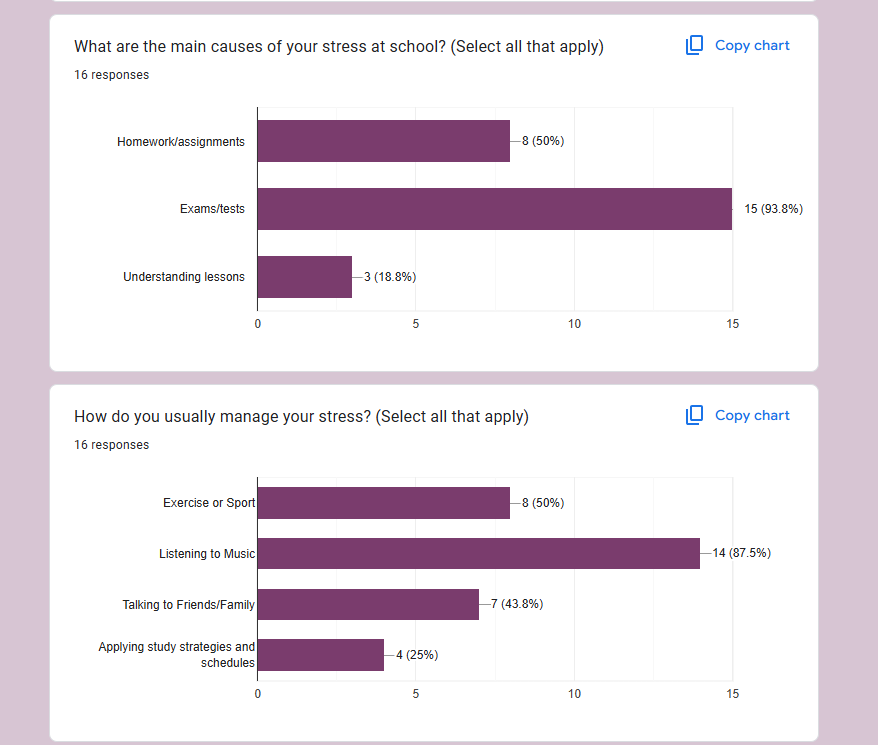 What are the main causes of your stress at school? (Select all that apply)
Copy chart
16 responses
Homework/assignments
8 (50%)
Exams/tests
15 (93.8%)
Understanding lessons
3 (18.8%)
0
5
10
15
How do you usually manage your stress? (Select all that apply)
Copy chart
16 responses
Exercise or Sport
8 (50%)
Listening to Music
14 (87.5%)
Talking to Friends/Family
7 (43.8%)
Applying study strategies and
schedules
4 (25%)
0
5
10
15